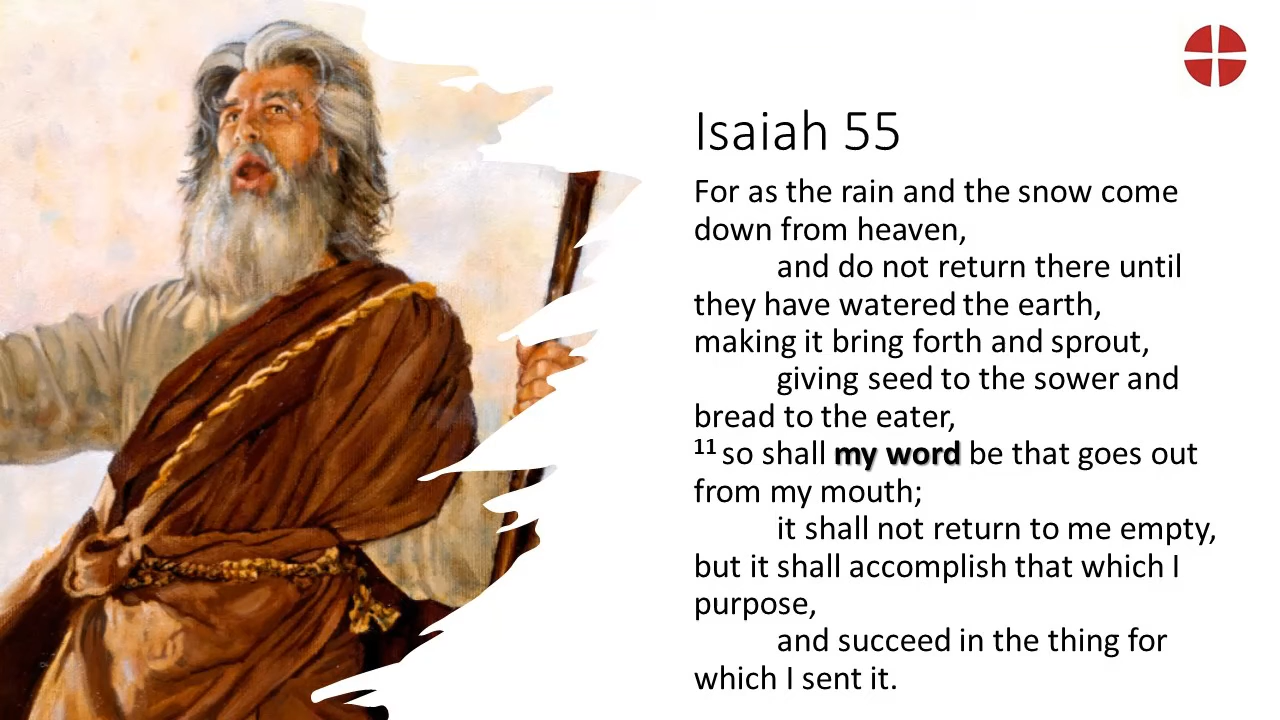 Isaiah 55
For as the rain and the snow come
down from heaven,
and do not return there until
they have watered the earth,
making it bring forth and sprout,
giving seed to the sower and
bread to the eater,
11 so shall my word be that goes out
from my mouth;
it shall not return to me empty,
but it shall accomplish that which I
purpose,
and succeed in the thing for
which I sent it.